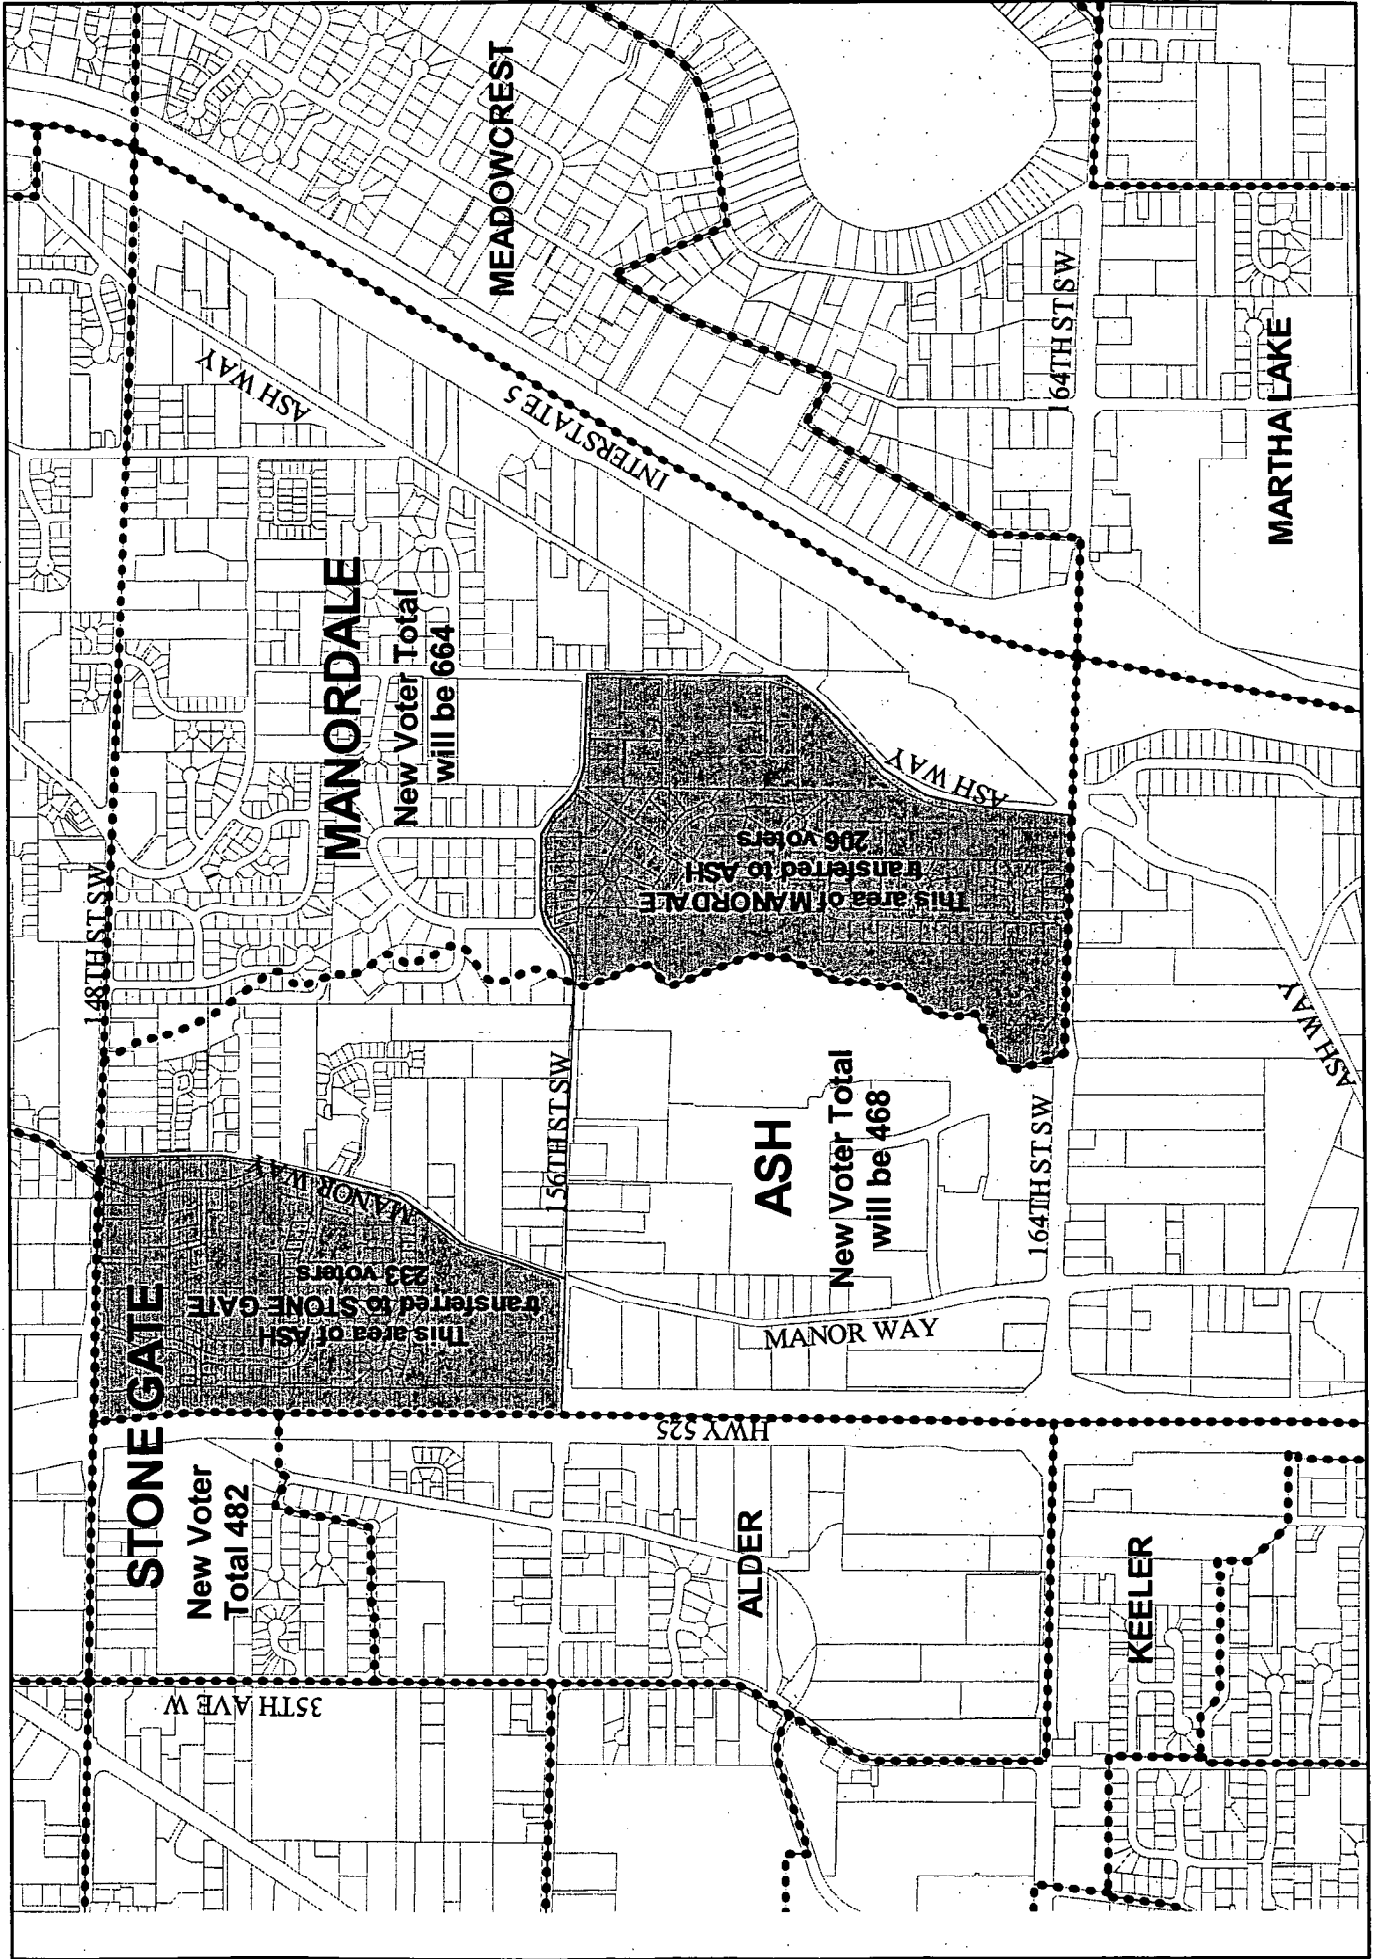 STONE GATE
New Voter
Total 482
This area of ASH
transferred to STONE GATE
233 voters
148TH ST SW
MANORDALE
New Voter Total
will be 664
ASH WAY
INTERSTATE 5
MEADOWCREST
35TH AVE W
MANOR WAY
156TH ST SW
ALDER
HWY 525
MANOR WAY
ASH
New Voter Total
will be 468
This area of MANORDALE
transferred to ASH
206 voters
ASH WAY
164TH ST SW
164TH ST SW
KEELER
ASH WAY
MARTHA LAKE